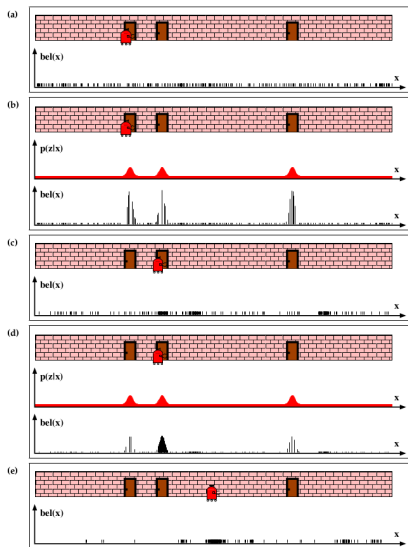 (a)
bel(x)
x
(b)
p(z|x)
x
bel(x)
x
(c)
bel(x)
x
(d)
p(z|x)
x
bel(x)
x
(e)
bel(x)
x